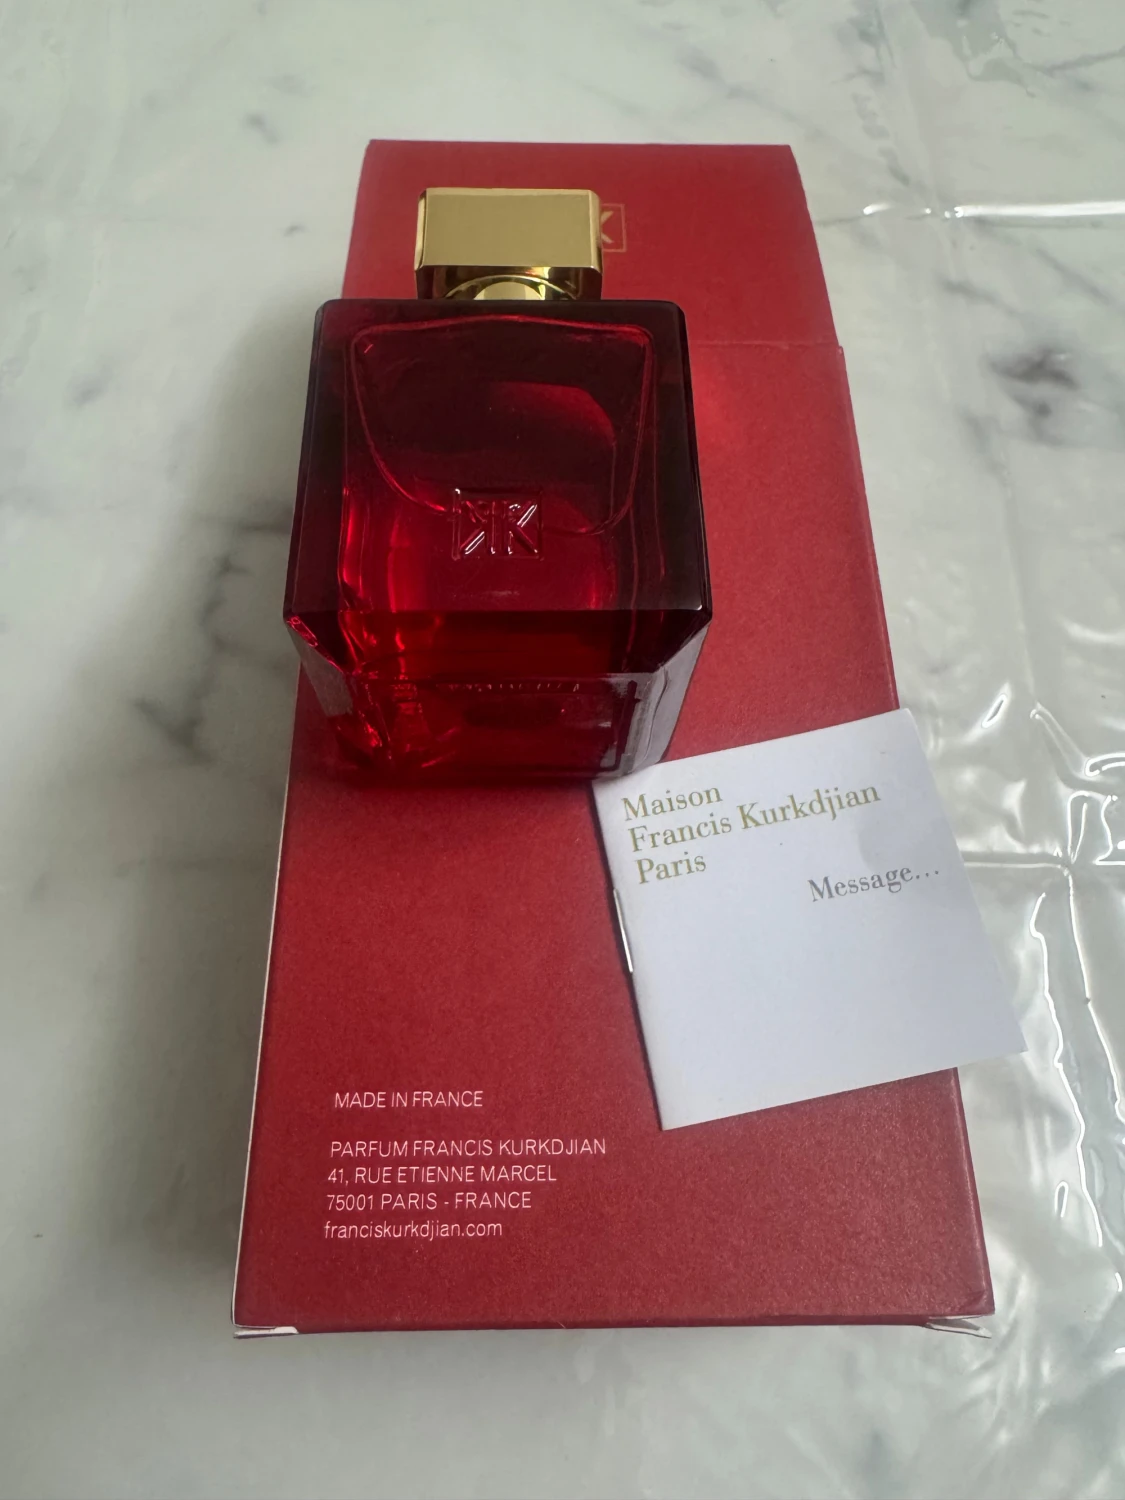 Maison
Francis Kurkdjian
Paris
Message...
MADE IN FRANCE
PARFUM FRANCIS KURKDJIAN
41, RUE ETIENNE MARCEL
75001 PARIS - FRANCE
franciskurkdjian.com